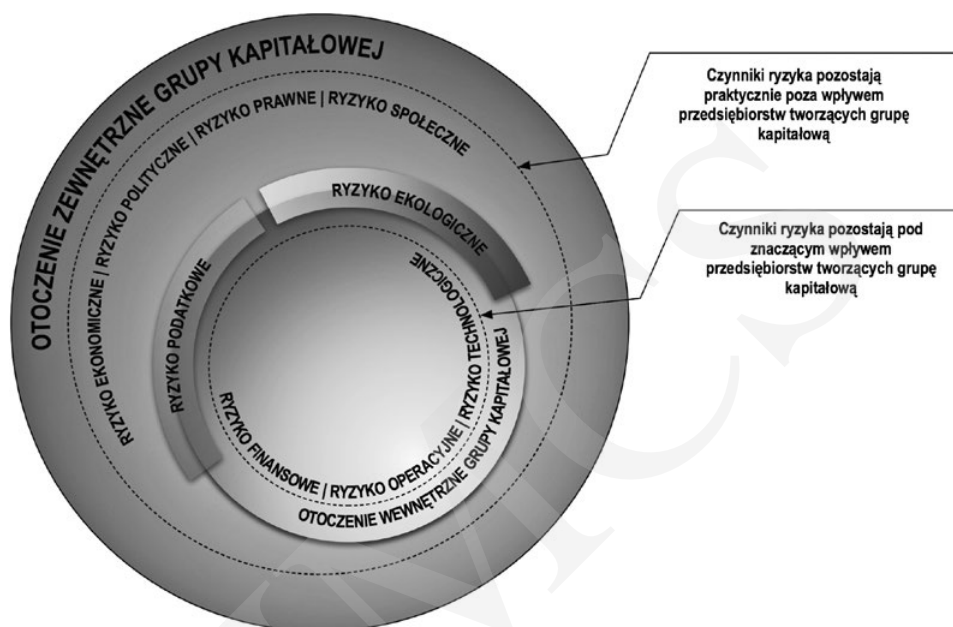 OTOCZENIE ZEWNĘTRZNE GRUPY KAPITAŁOWEJ
RYZYKO EKONOMICZNE | RYZYKO POLITYCZNE | RYZYKO PRAWNE | RYZYKO SPOŁECZNE
RYZYKO PODATKOWE
RYZYKO EKOLOGICZNE
RYZYKO FINANSOWE | RYZYKO OPERACYJNE | RYZYKO TECHNOLOGICZNE
OTOCZENIE WEWNĘTRZNE GRUPY KAPITAŁOWEJ
Czynniki ryzyka pozostają
praktycznie poza wpływem
przedsiębiorstw tworzących grupę
kapitałową
Czynniki ryzyka pozostają pod
znaczącym wpływem
przedsiębiorstw tworzących grupę
kapitałową
UMCS